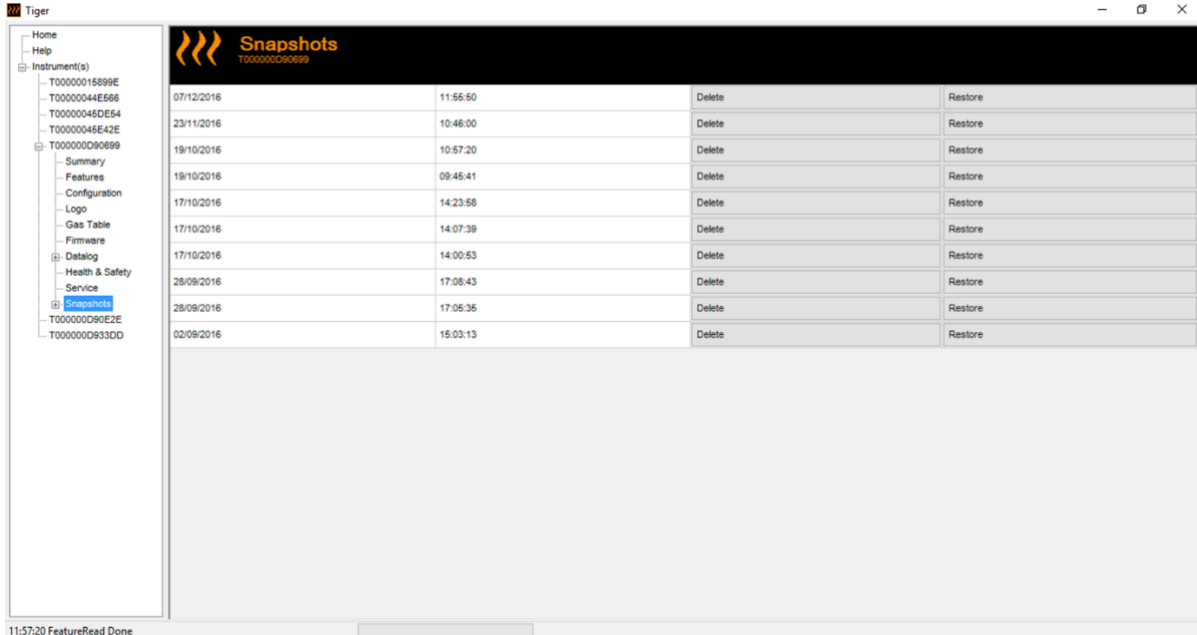 Tiger
Home
Help
Instrument(s)
T00000015899E
T00000044E566
T00000045DE54
T00000045E42E
T000000D90699
Summary
Features
Configuration
Logo
Gas Table
Firmware
Datalog
Health & Safety
Service
Snapshots
T000000D90E2E
T000000D933DD
Snapshots
T000000D90699
07/12/2016 11:55:50 Delete Restore
23/11/2016 10:46:00 Delete Restore
19/10/2016 10:57:20 Delete Restore
19/10/2016 09:45:41 Delete Restore
17/10/2016 14:23:58 Delete Restore
17/10/2016 14:07:39 Delete Restore
17/10/2016 14:00:53 Delete Restore
28/09/2016 17:08:43 Delete Restore
28/09/2016 17:05:35 Delete Restore
02/09/2016 15:03:13 Delete Restore
11:57:20 FeatureRead Done